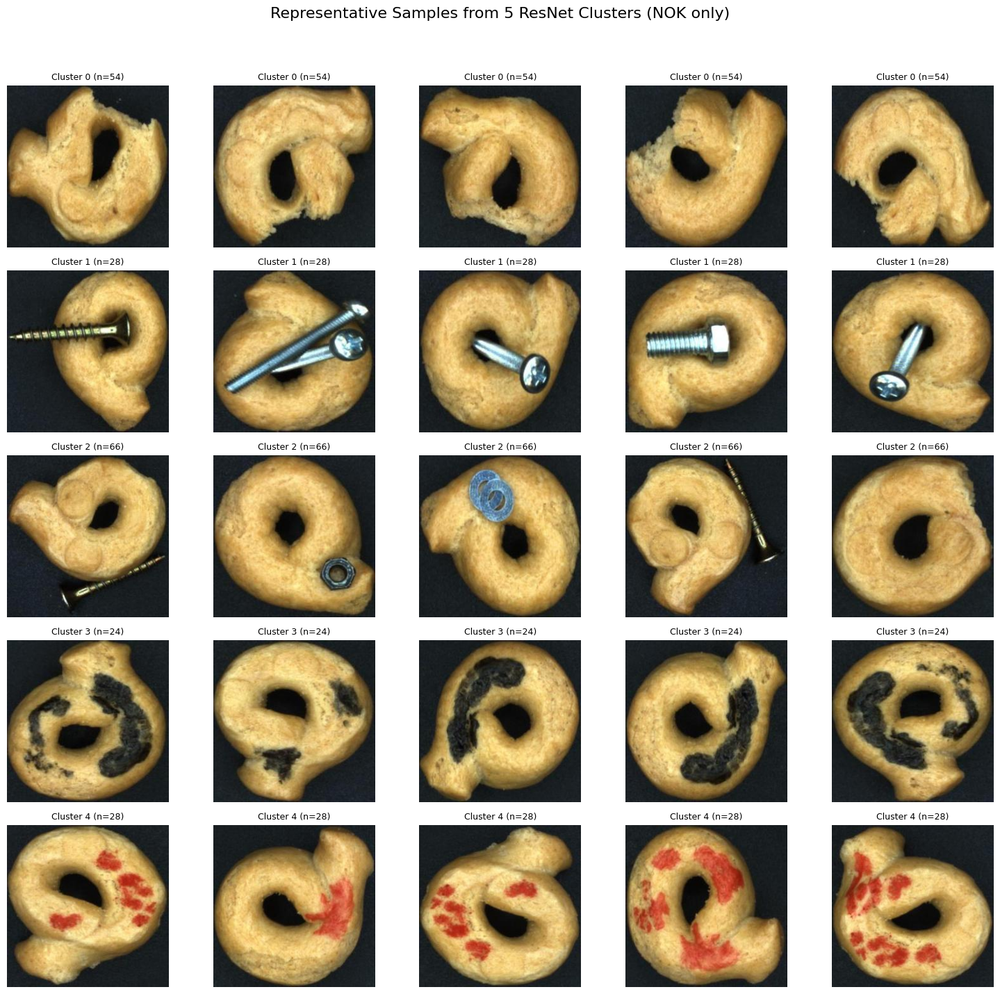 Representative Samples from 5 ResNet Clusters (NOK only)
Cluster 0 (n=54)
Cluster 0 (n=54)
Cluster 0 (n=54)
Cluster 0 (n=54)
Cluster 0 (n=54)
Cluster 1 (n=28)
Cluster 1 (n=28)
Cluster 1 (n=28)
Cluster 1 (n=28)
Cluster 1 (n=28)
Cluster 2 (n=66)
Cluster 2 (n=66)
Cluster 2 (n=66)
Cluster 2 (n=66)
Cluster 2 (n=66)
Cluster 3 (n=24)
Cluster 3 (n=24)
Cluster 3 (n=24)
Cluster 3 (n=24)
Cluster 3 (n=24)
Cluster 4 (n=28)
Cluster 4 (n=28)
Cluster 4 (n=28)
Cluster 4 (n=28)
Cluster 4 (n=28)